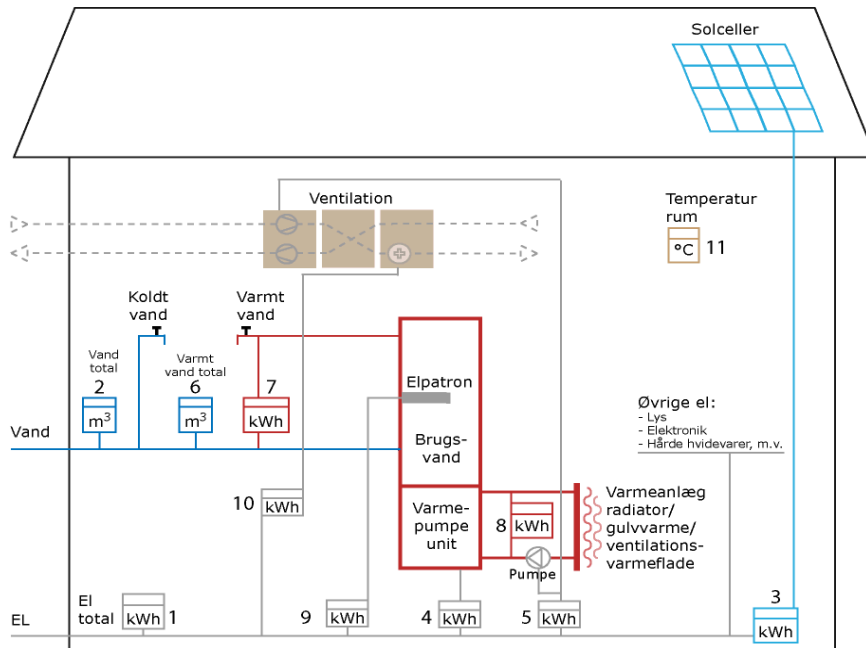 Solceller
Ventilation
Temperatur
rum
°C
11
Koldt
vand
Varmt
vand
Vand
total
2
m³
Varmt
vand total
6
m³
7
kWh
Elpatron
Øvrige el:
- Lys
- Elektronik
- Hårde hvidevarer, m.v.
Vand
Brugs-
vand
10
kWh
Varme-
pumpe
unit
8
kWh
Pumpe
Varmeanlæg
radiator/
gulvvarme/
ventilations-
varmeflade
EL
El
total
kWh
1
9
kWh
4
kWh
5
kWh
3
kWh